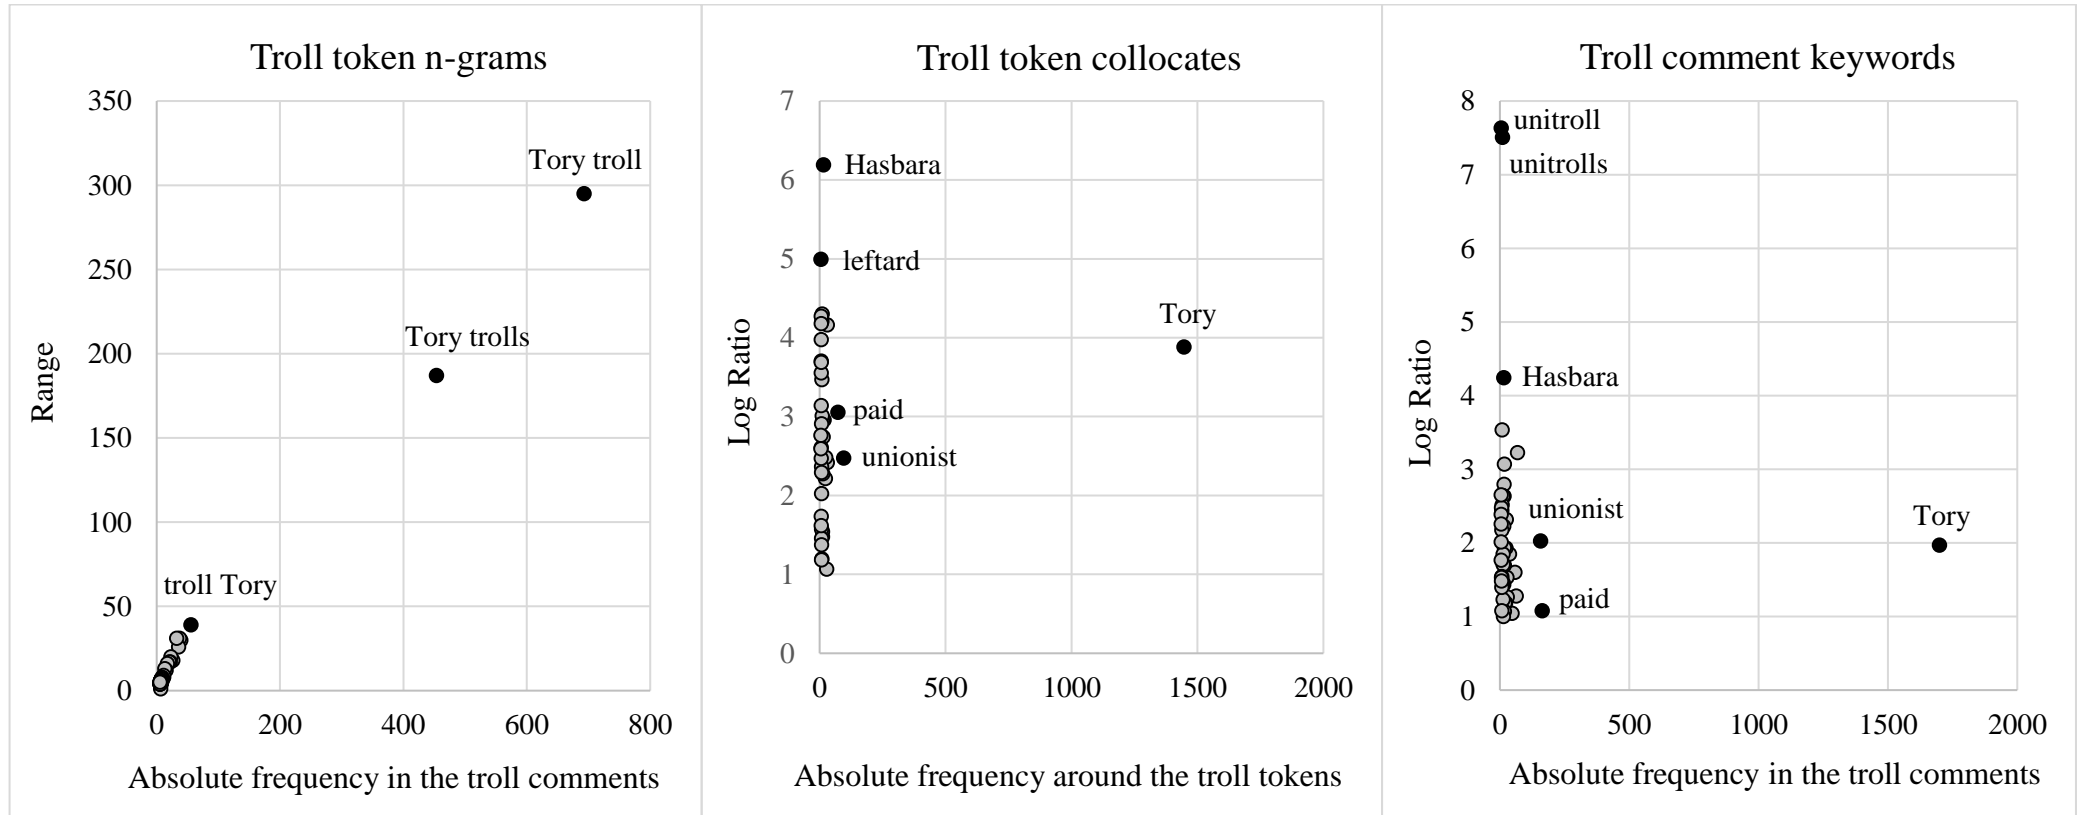 Troll token n-grams
350
300
250
200
150
100
50
0
Range
Tory troll
Tory trolls
troll Tory
0 200 400 600 800
Absolute frequency in the troll comments
Troll token collocates
7
6
5
4
3
2
1
0
Log Ratio
Hasbara
leftard
Tory
paid
unionist
0 500 1000 1500 2000
Absolute frequency around the troll tokens
Troll comment keywords
8
7
6
5
4
3
2
1
0
Log Ratio
unitroll
unitrolls
Hasbara
unionist
Tory
paid
0 500 1000 1500 2000
Absolute frequency in the troll comments